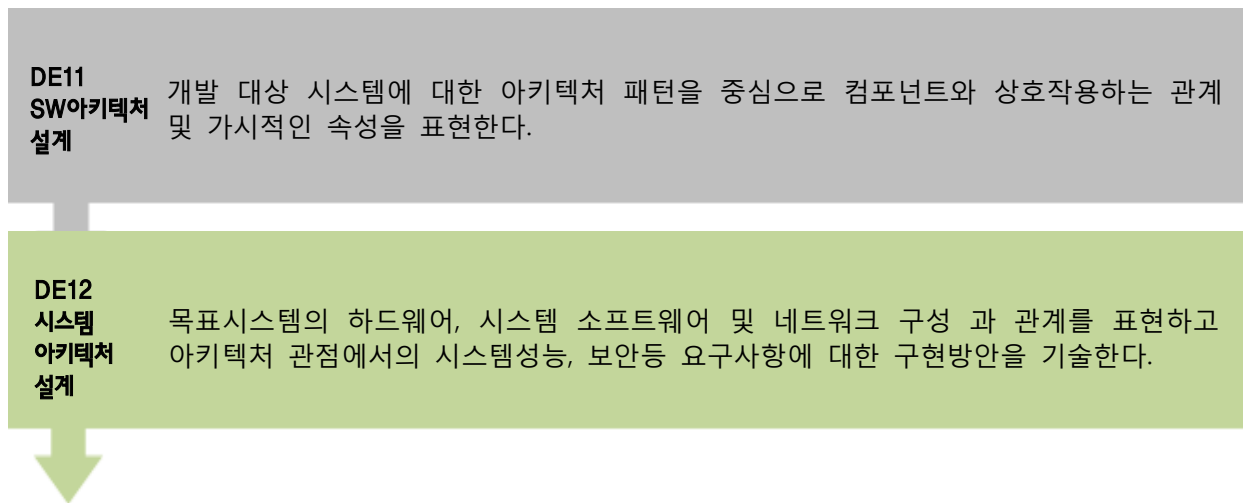 DE11
SW아키텍처
설계
개발 대상 시스템에 대한 아키텍처 패턴을 중심으로 컴포넌트와 상호작용하는 관계
및 가시적인 속성을 표현한다.
DE12
시스템
아키텍처
설계
목표시스템의 하드웨어, 시스템 소프트웨어 및 네트워크 구성 과 관계를 표현하고
아키텍처 관점에서의 시스템성능, 보안등 요구사항에 대한 구현방안을 기술한다.